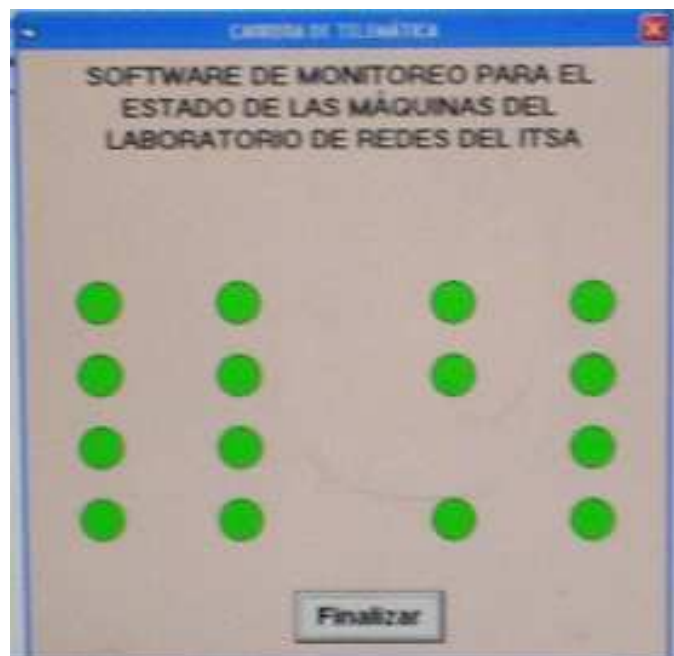 CARRERA DE TELEMÁTICA
SOFTWARE DE MONITOREO PARA EL
ESTADO DE LAS MÁQUINAS DEL
LABORATORIO DE REDES DEL ITSA
Finalizar